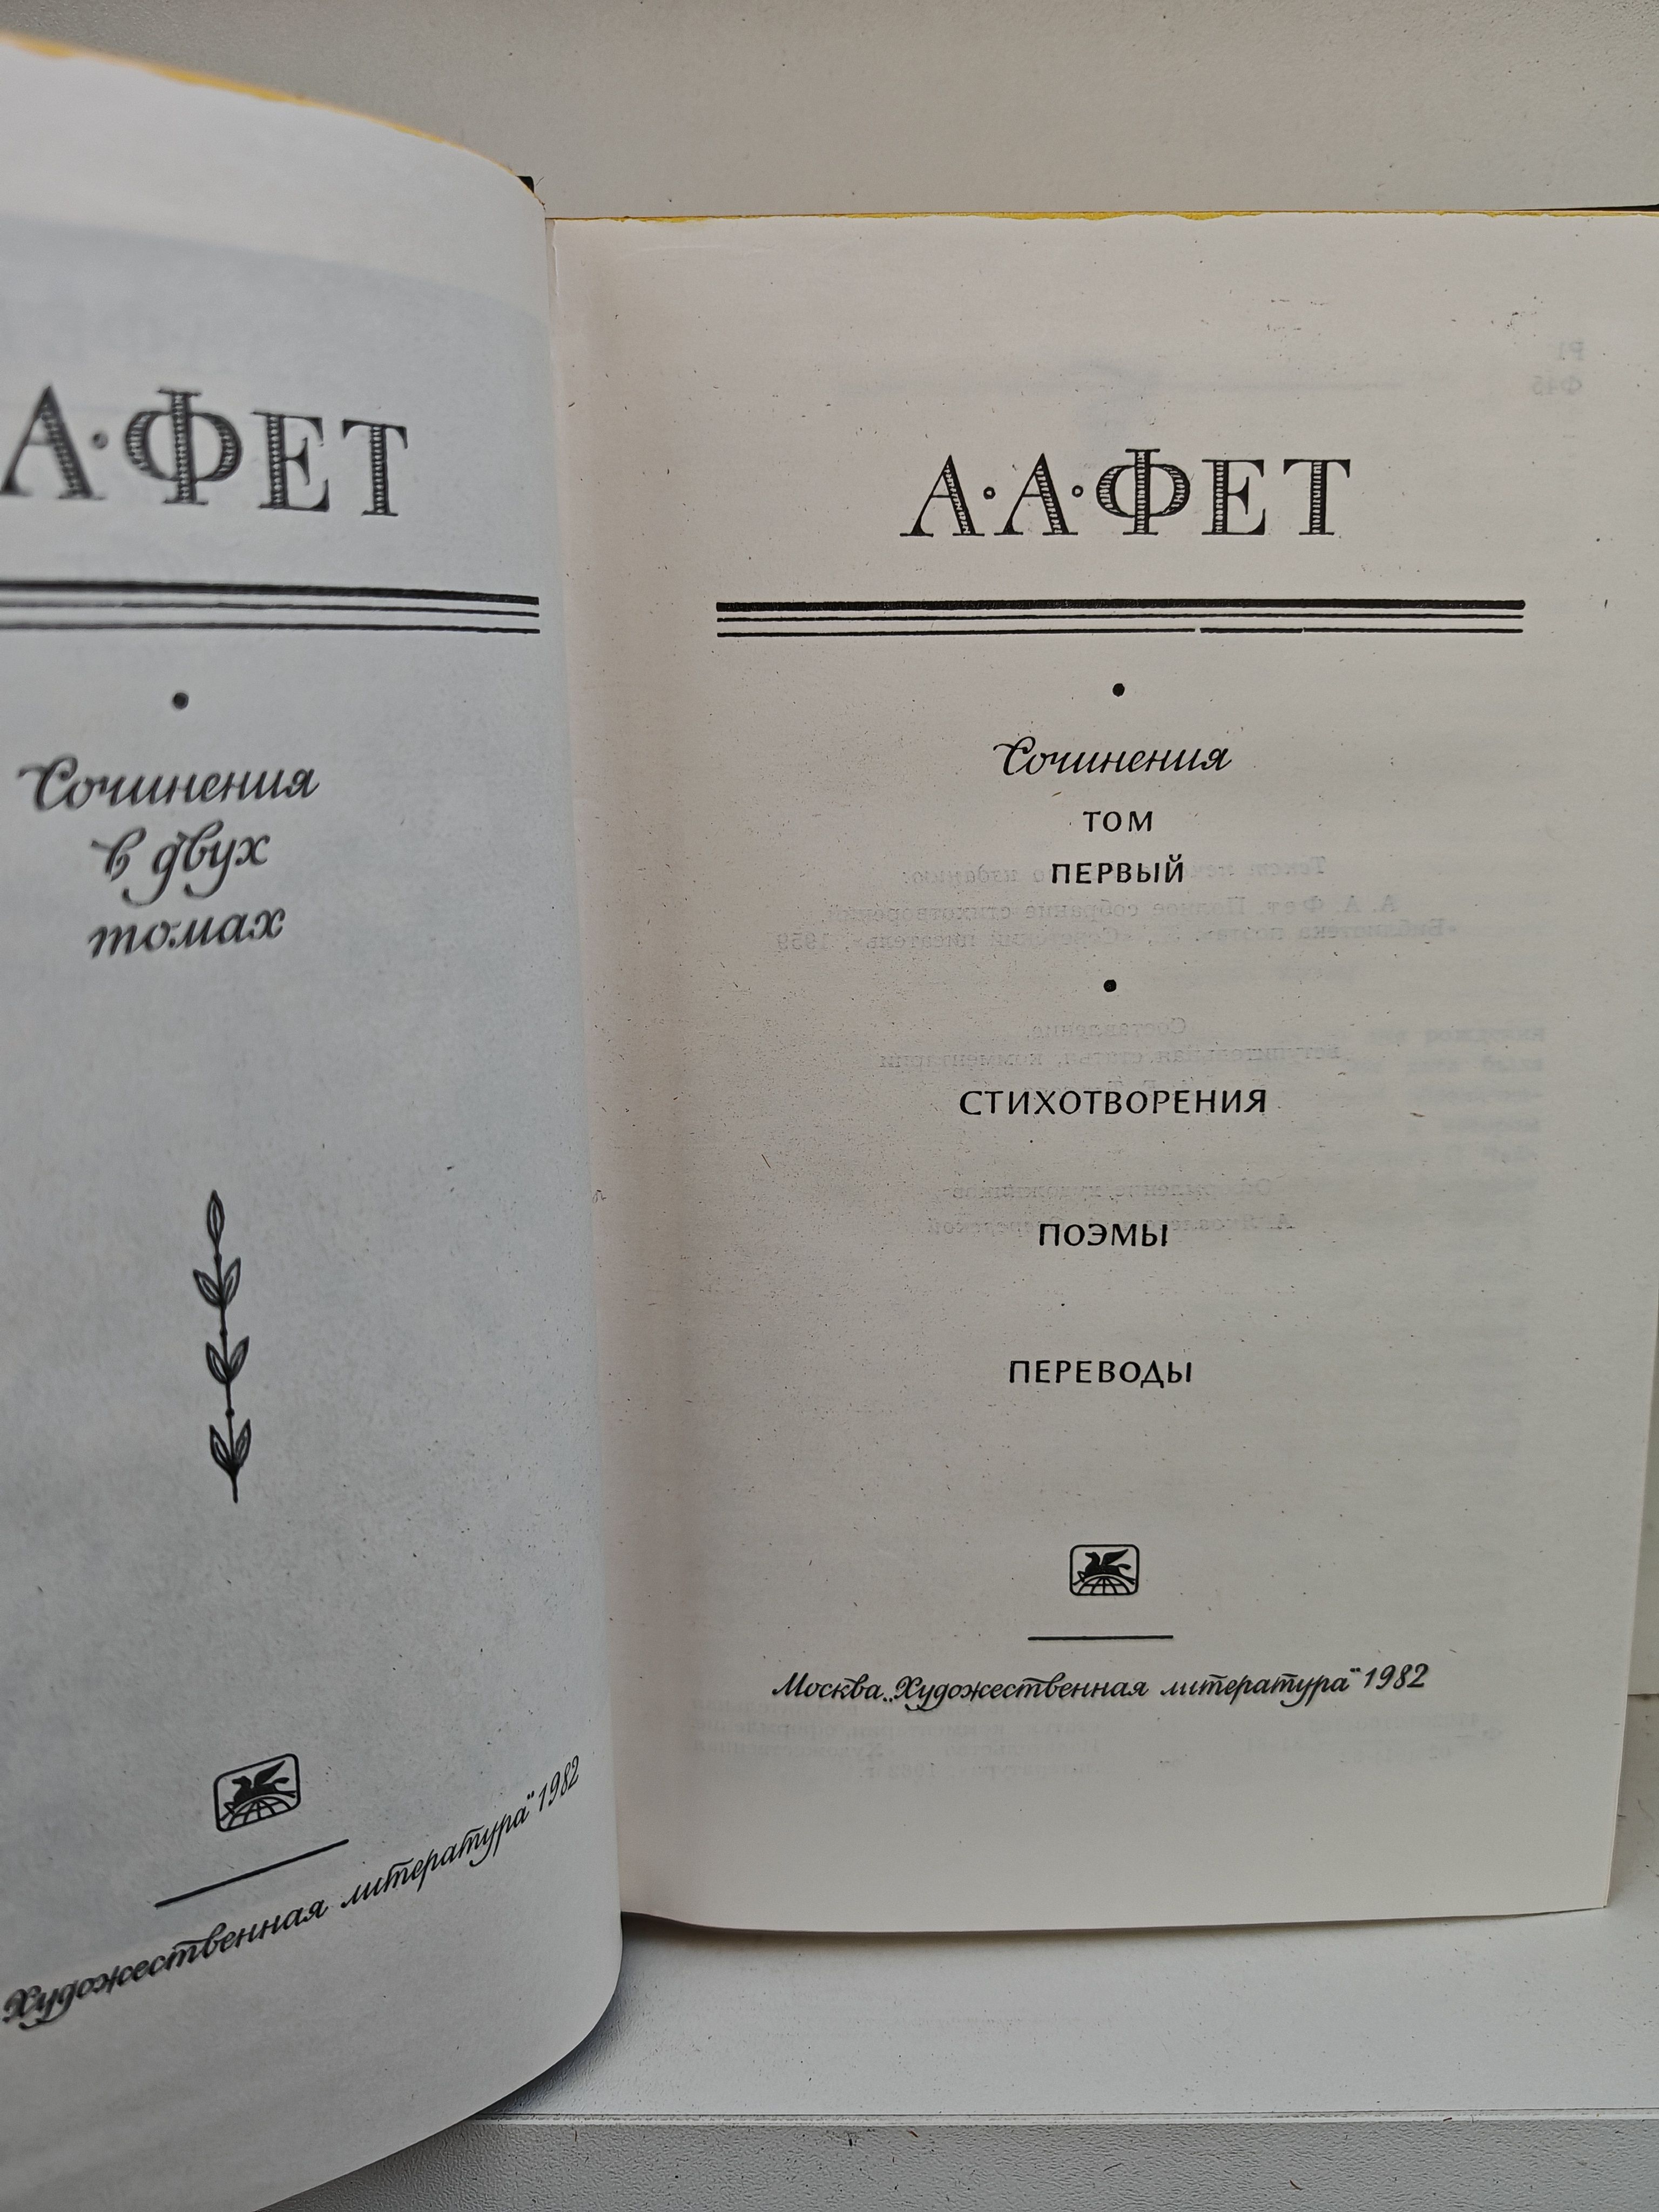 А·ФЕТ
Сочинения
в двух
томах
Художественная литература" 1982
А·А·ФЕТ
Сочинения
ТОМ
ПЕРВЫЙ
СТИХОТВОРЕНИЯ
ПОЭМЫ
ПЕРЕВОДЫ
Москва „Художественная литература" 1982